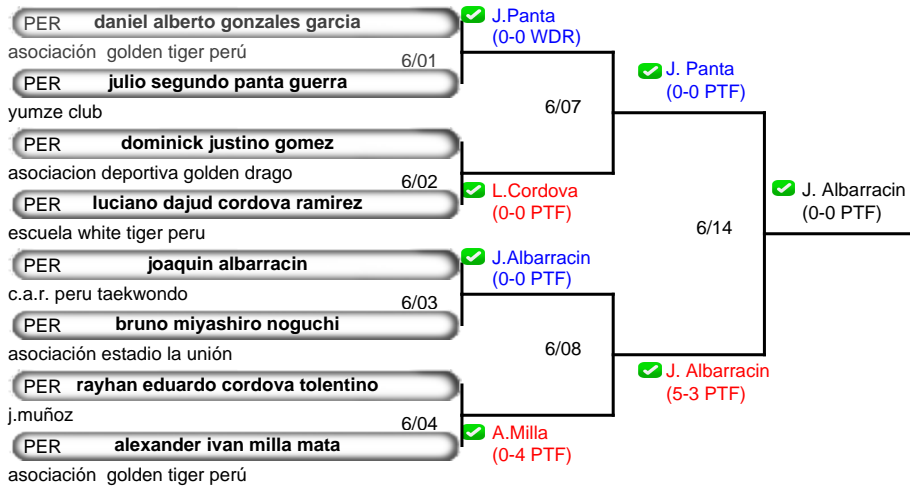 PER daniel alberto gonzales garcia
asociación golden tiger perú
6/01
PER julio segundo panta guerra
yumze club
PER dominick justino gomez
asociacion deportiva golden drago
6/02
PER luciano dajud cordova ramirez
escuela white tiger peru
PER joaquin albarracin
c.a.r. peru taekwondo
6/03
PER bruno miyashiro noguchi
asociación estadio la unión
PER rayhan eduardo cordova tolentino
j.muñoz
6/04
PER alexander ivan milla mata
asociación golden tiger perú
J.Panta
(0-0 WDR)
6/07
L.Cordova
(0-0 PTF)
J.Albarracin
(0-0 PTF)
6/08
A.Milla
(0-4 PTF)
J. Panta
(0-0 PTF)
6/14
J. Albarracin
(5-3 PTF)
J. Albarracin
(0-0 PTF)